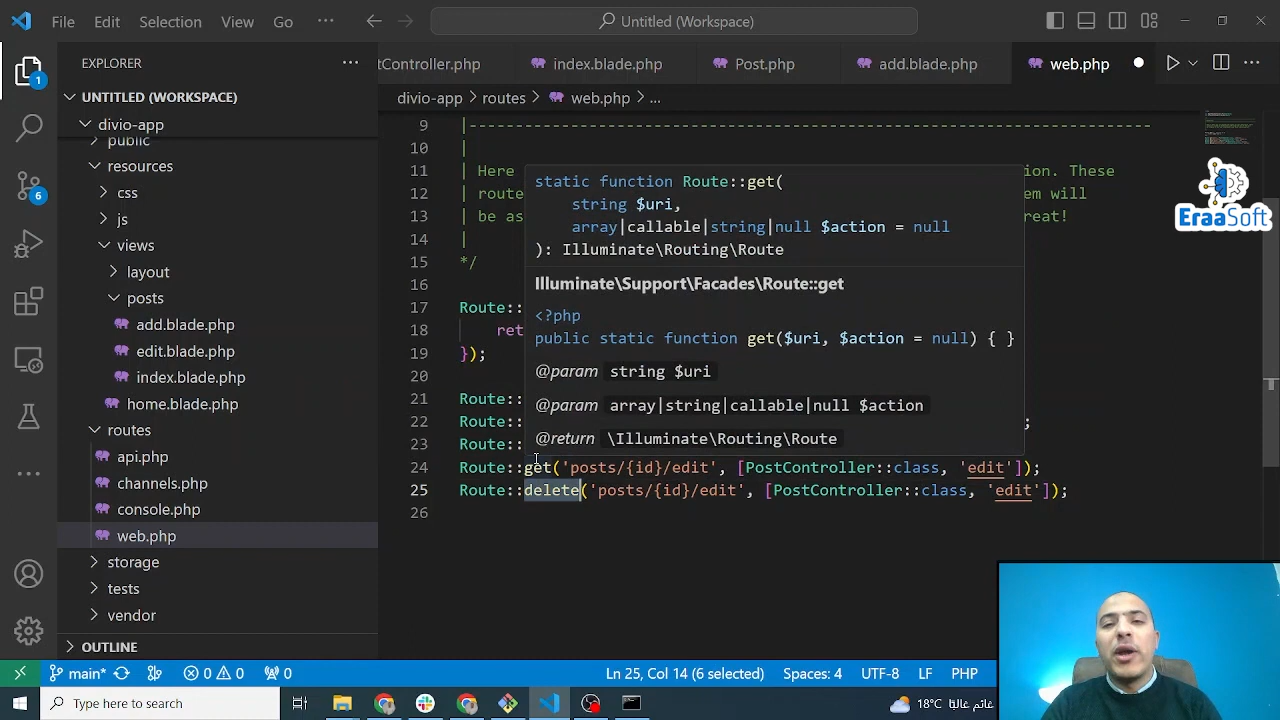 File Edit Selection View Go ··· Untitled (Workspace)
EXPLORER ···
tController.php index.blade.php Post.php add.blade.php web.php
UNTITLED (WORKSPACE)
divio-app > routes > web.php > ...
divio-app
public
resources
css
js
views
layout
posts
add.blade.php
edit.blade.php
index.blade.php
home.blade.php
routes
api.php
channels.php
console.php
web.php
storage
tests
vendor
OUTLINE
1
6
9 |--------------------------------------------------------------------------
10 |
11 | Here ion. These
12 | route em will
13 | be as reat!
14 |
15 */
16
17 Route::
18 ret
19 });
20
21 Route::
22 Route:: ;
23 Route::
24 Route::get('posts/{id}/edit', [PostController::class, 'edit']);
25 Route::delete('posts/{id}/edit', [PostController::class, 'edit']);
26
static function Route::get(
string $uri,
array|callable|string|null $action = null
): Illuminate\Routing\Route
Illuminate\Support\Facades\Route::get
<?php
public static function get($uri, $action = null) { }
@param string $uri
@param array|string|callable|null $action
@return \Illuminate\Routing\Route
EraaSoft
main* 0 0 0 Ln 25, Col 14 (6 selected) Spaces: 4 UTF-8 LF PHP
Type here to search 18°C غائم غالبًا